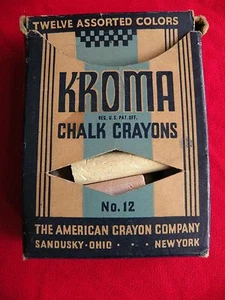 TWELVE ASSORTED COLORS
KROMA
REG. U.S. PAT. OFF.
CHALK CRAYONS
No. 12
THE AMERICAN CRAYON COMPANY
SANDUSKY-OHIO · · · NEW YORK